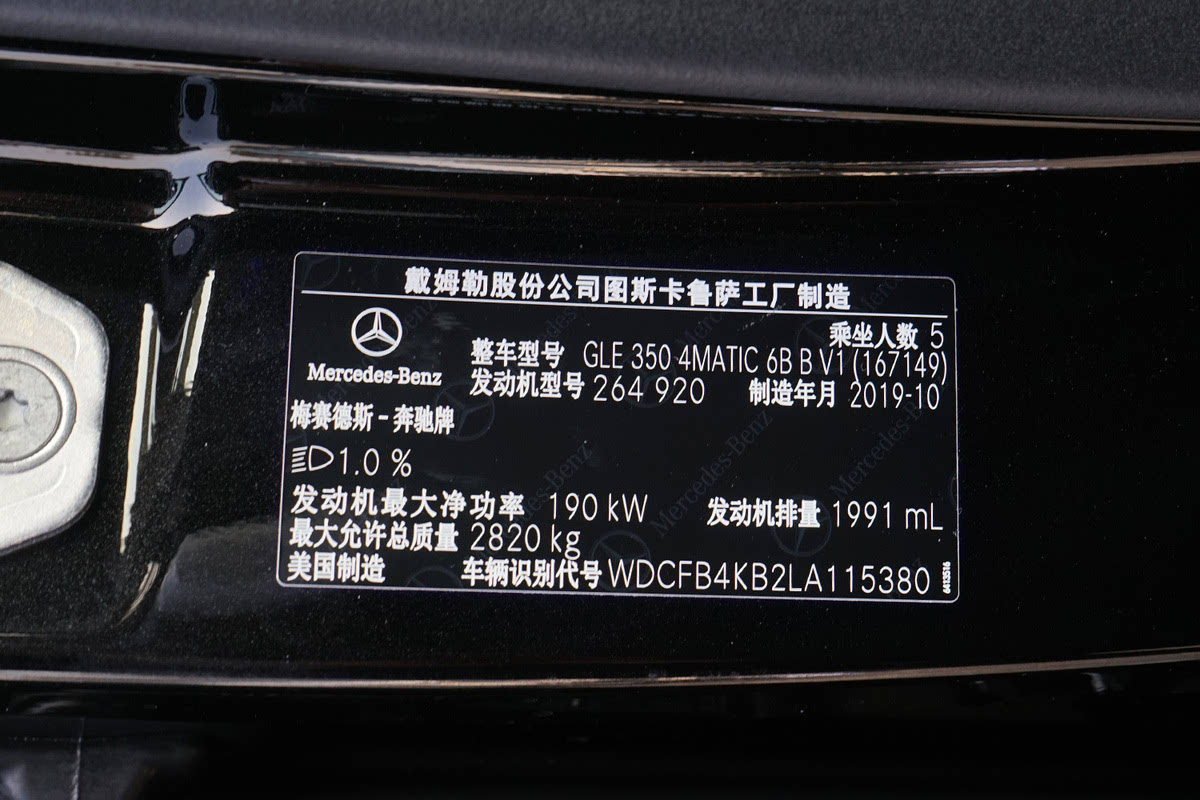 戴姆勒股份公司图斯卡鲁萨工厂制造
乘坐人数 5
Mercedes-Benz
整车型号 GLE 350 4MATIC 6B B V1 (167149)
发动机型号 264 920 制造年月 2019-10
梅赛德斯-奔驰牌
1.0 %
发动机最大净功率 190 kW 发动机排量 1991 mL
最大允许总质量 2820 kg
美国制造 车辆识别代号 WDCFB4KB2LA115380